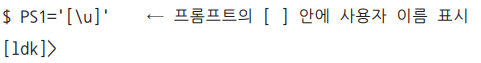 $ PS1='[\u]' ← 프롬프트의 [ ] 안에 사용자 이름 표시
[ldk]>